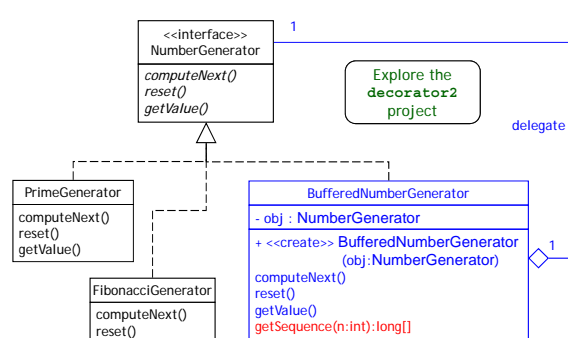 1
<<interface>>
NumberGenerator
computeNext()
reset()
getValue()
Explore the
decorator2
project
delegate
PrimeGenerator
computeNext()
reset()
getValue()
BufferedNumberGenerator
- obj : NumberGenerator
+ <<create>> BufferedNumberGenerator
(obj:NumberGenerator)
computeNext()
reset()
getValue()
getSequence(n:int):long[]
1
FibonacciGenerator
computeNext()
reset()